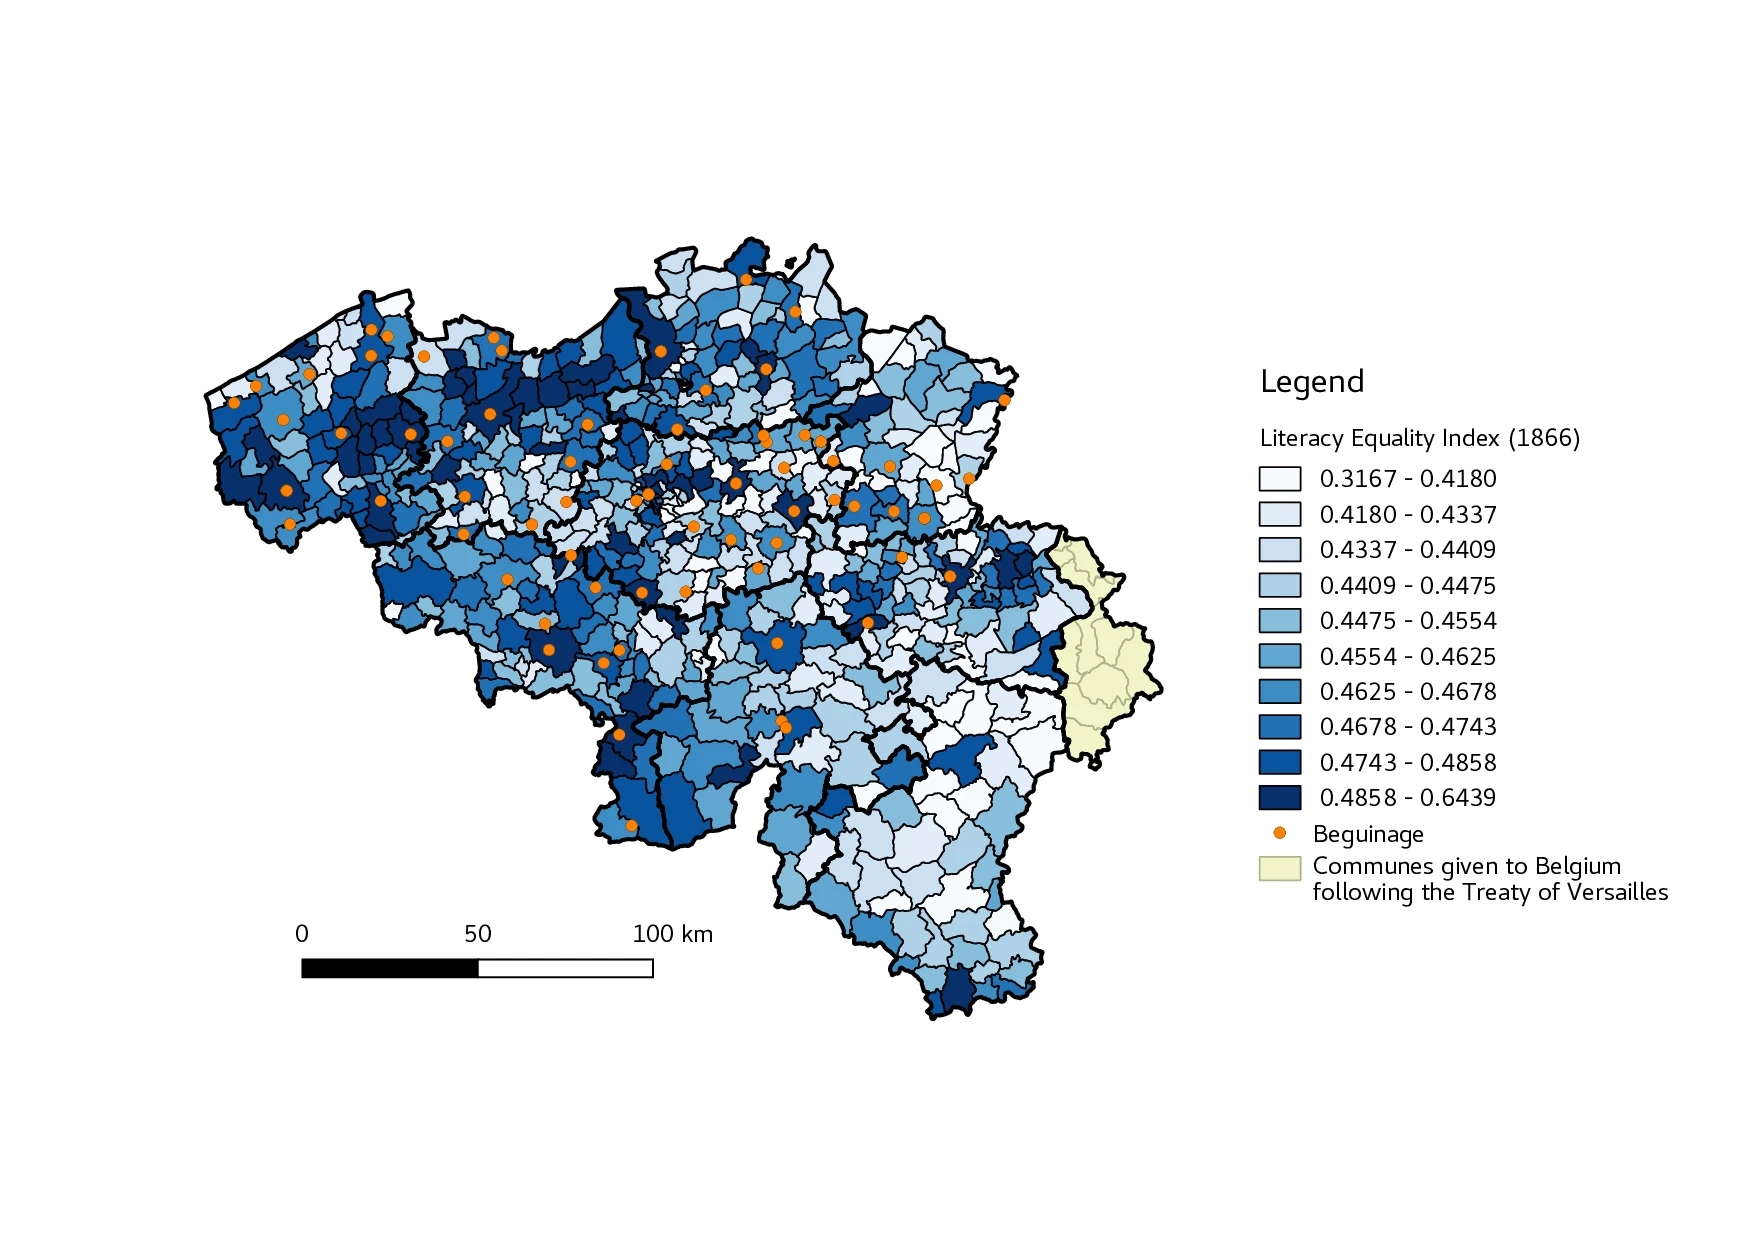 Legend
Literacy Equality Index (1866)
0.3167 - 0.4180
0.4180 - 0.4337
0.4337 - 0.4409
0.4409 - 0.4475
0.4475 - 0.4554
0.4554 - 0.4625
0.4625 - 0.4678
0.4678 - 0.4743
0.4743 - 0.4858
0.4858 - 0.6439
Beguinage
Communes given to Belgium
following the Treaty of Versailles
0 50 100 km